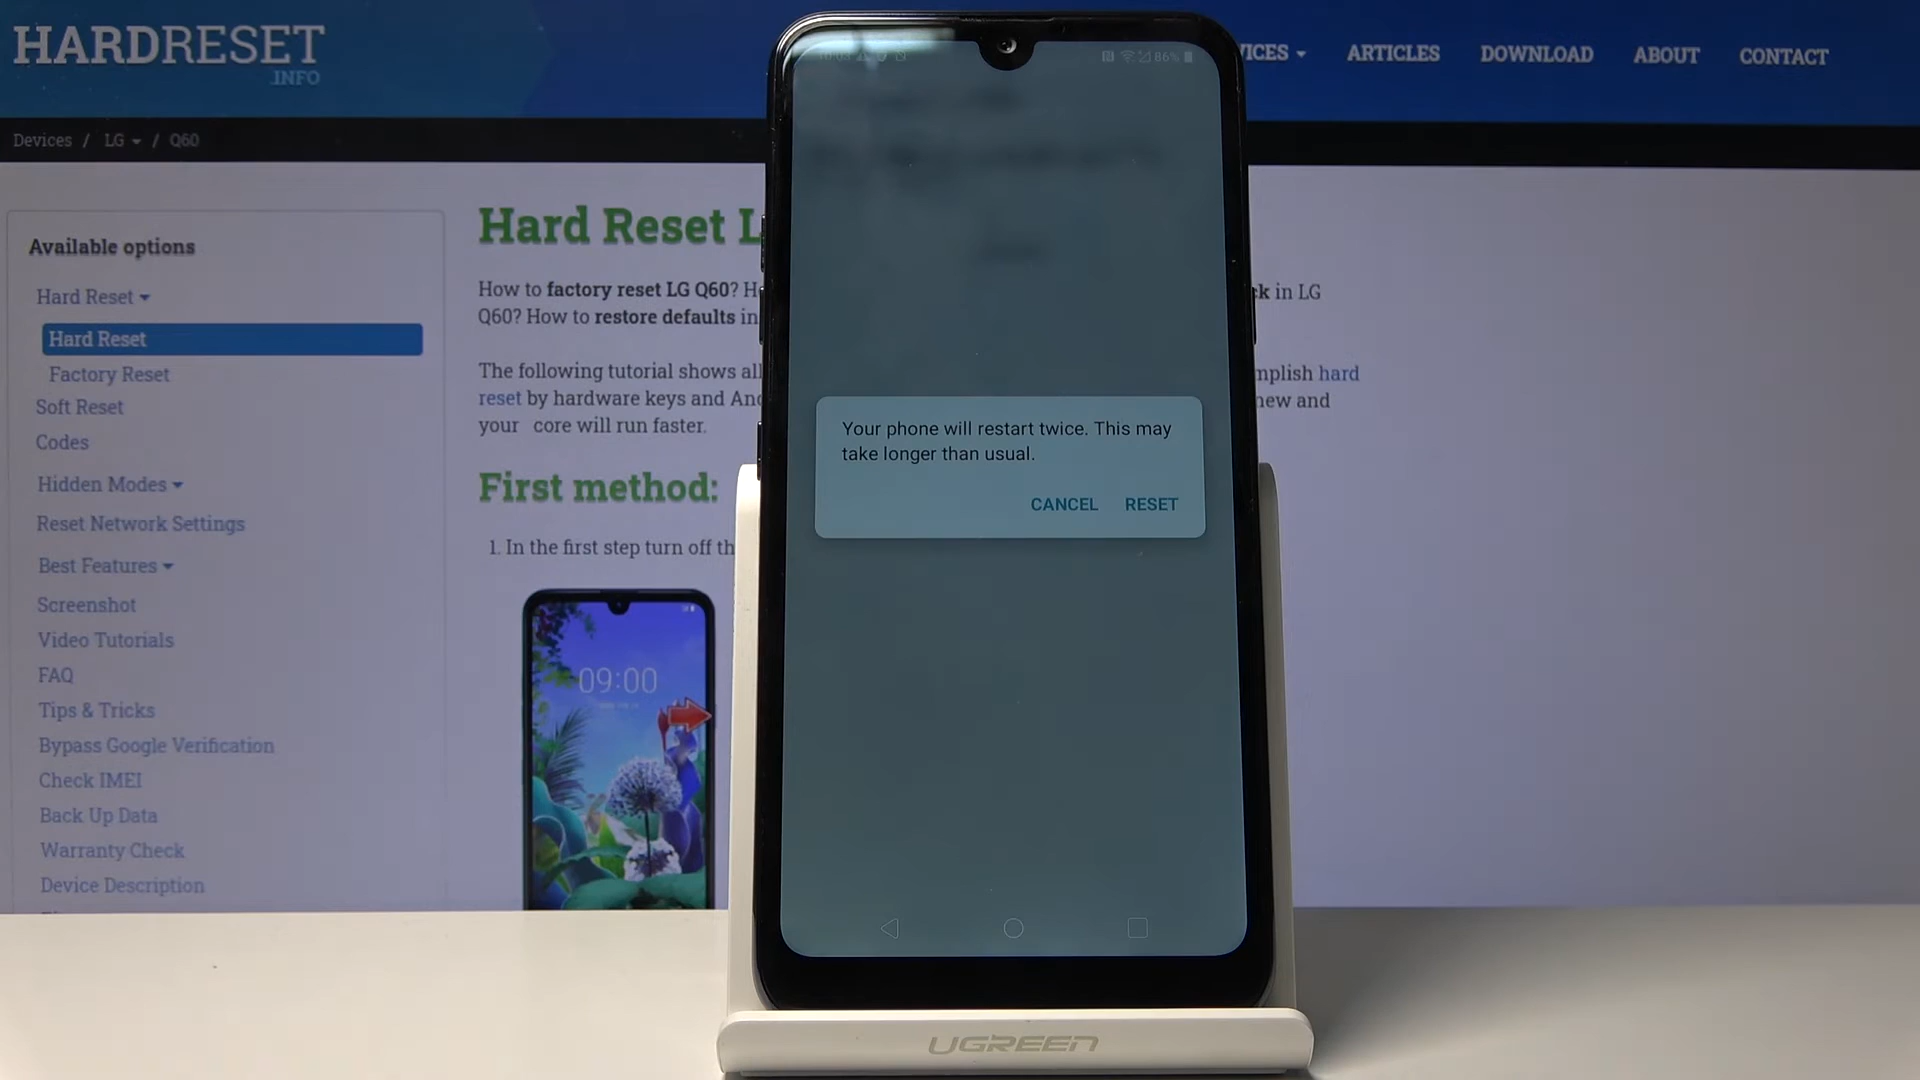 HARDRESET
.INFO
VICES ARTICLES DOWNLOAD ABOUT CONTACT
Devices / LG / Q60
86%
Available options
Hard Reset
Hard Reset
Factory Reset
Soft Reset
Codes
Hidden Modes
Reset Network Settings
Best Features
Screenshot
Video Tutorials
FAQ
Tips & Tricks
Bypass Google Verification
Check IMEI
Back Up Data
Warranty Check
Device Description
Hard Reset L
How to factory reset LG Q60? H ck in LG
Q60? How to restore defaults in
The following tutorial shows all mplish hard
reset by hardware keys and And new and
your core will run faster.
First method:
1. In the first step turn off th
09:00
Your phone will restart twice. This may
take longer than usual.
CANCEL RESET
UGREEN